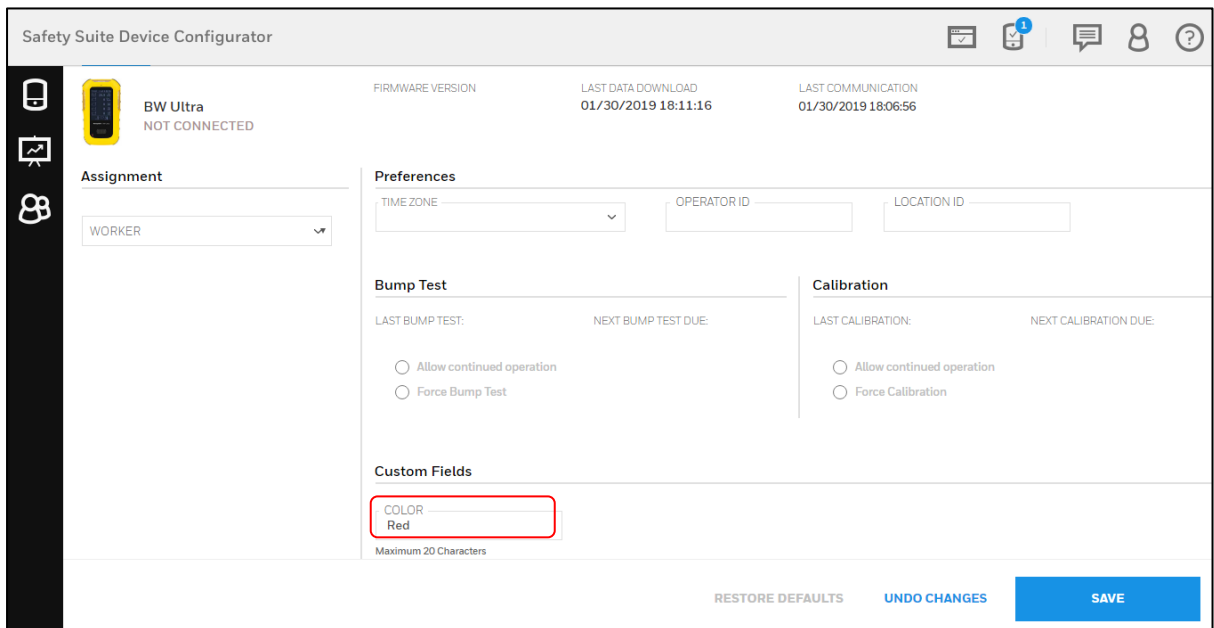 Safety Suite Device Configurator
1
BW Ultra
NOT CONNECTED
FIRMWARE VERSION
LAST DATA DOWNLOAD
01/30/2019 18:11:16
LAST COMMUNICATION
01/30/2019 18:06:56
Assignment
WORKER
Preferences
TIME ZONE
OPERATOR ID
LOCATION ID
Bump Test
LAST BUMP TEST:
NEXT BUMP TEST DUE:
Allow continued operation
Force Bump Test
Calibration
LAST CALIBRATION:
NEXT CALIBRATION DUE:
Allow continued operation
Force Calibration
Custom Fields
COLOR
Red
Maximum 20 Characters
RESTORE DEFAULTS
UNDO CHANGES
SAVE